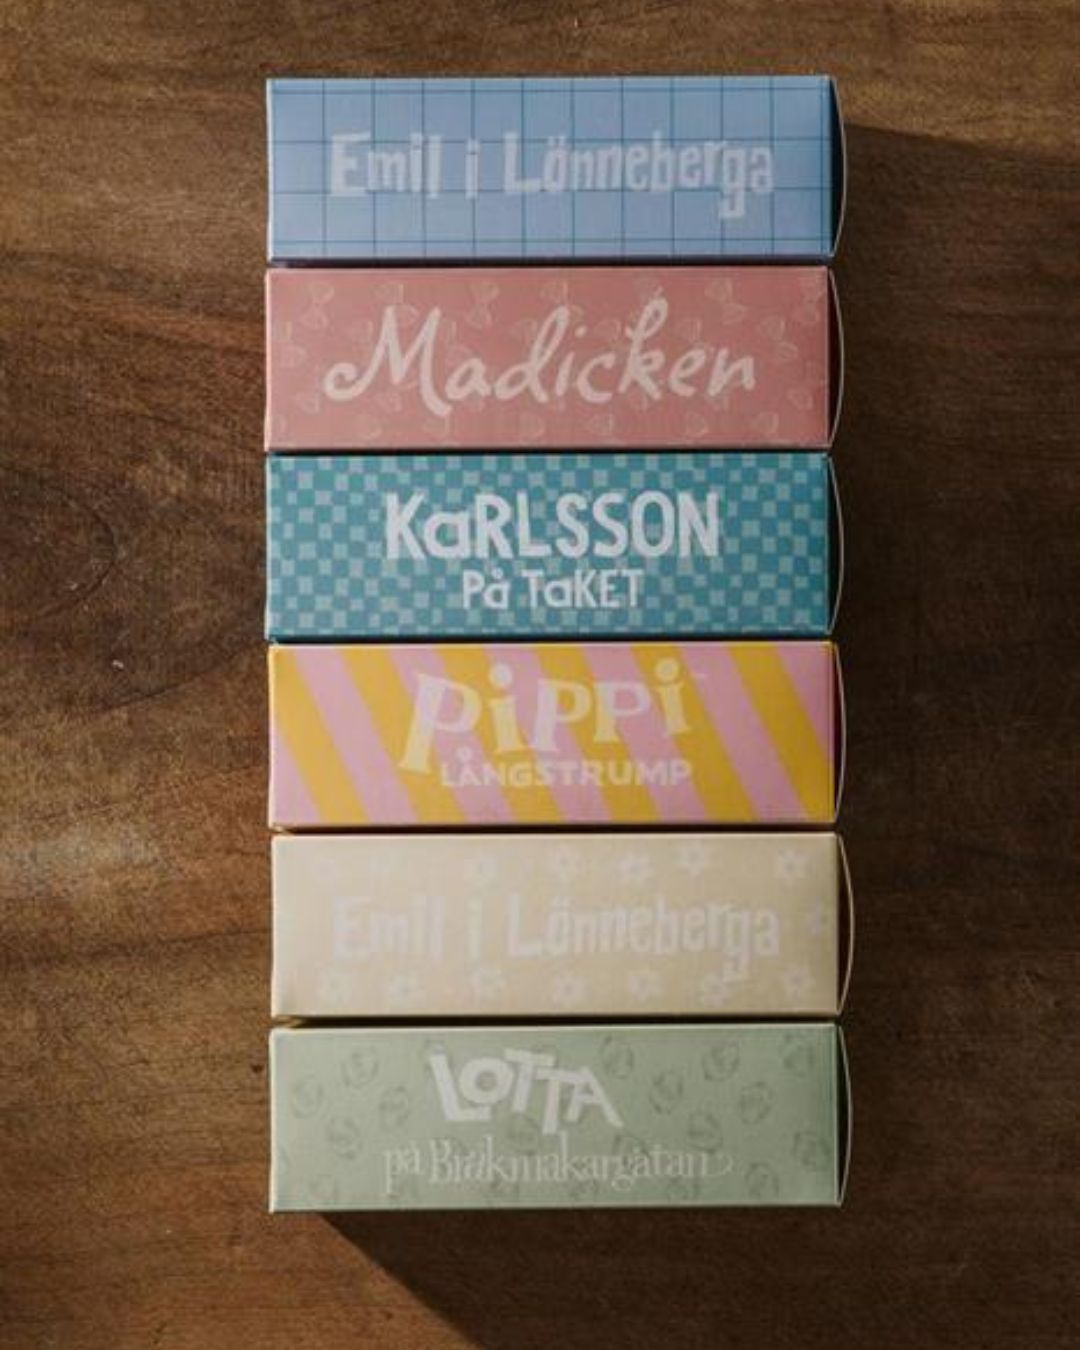 Emil i Lönneberga
Madicken
KaRLSSON
På TaKET
PiPPi
LÅNGSTRUMP
Emil i Lönneberga
LOTTA
på Bråkmakargatan